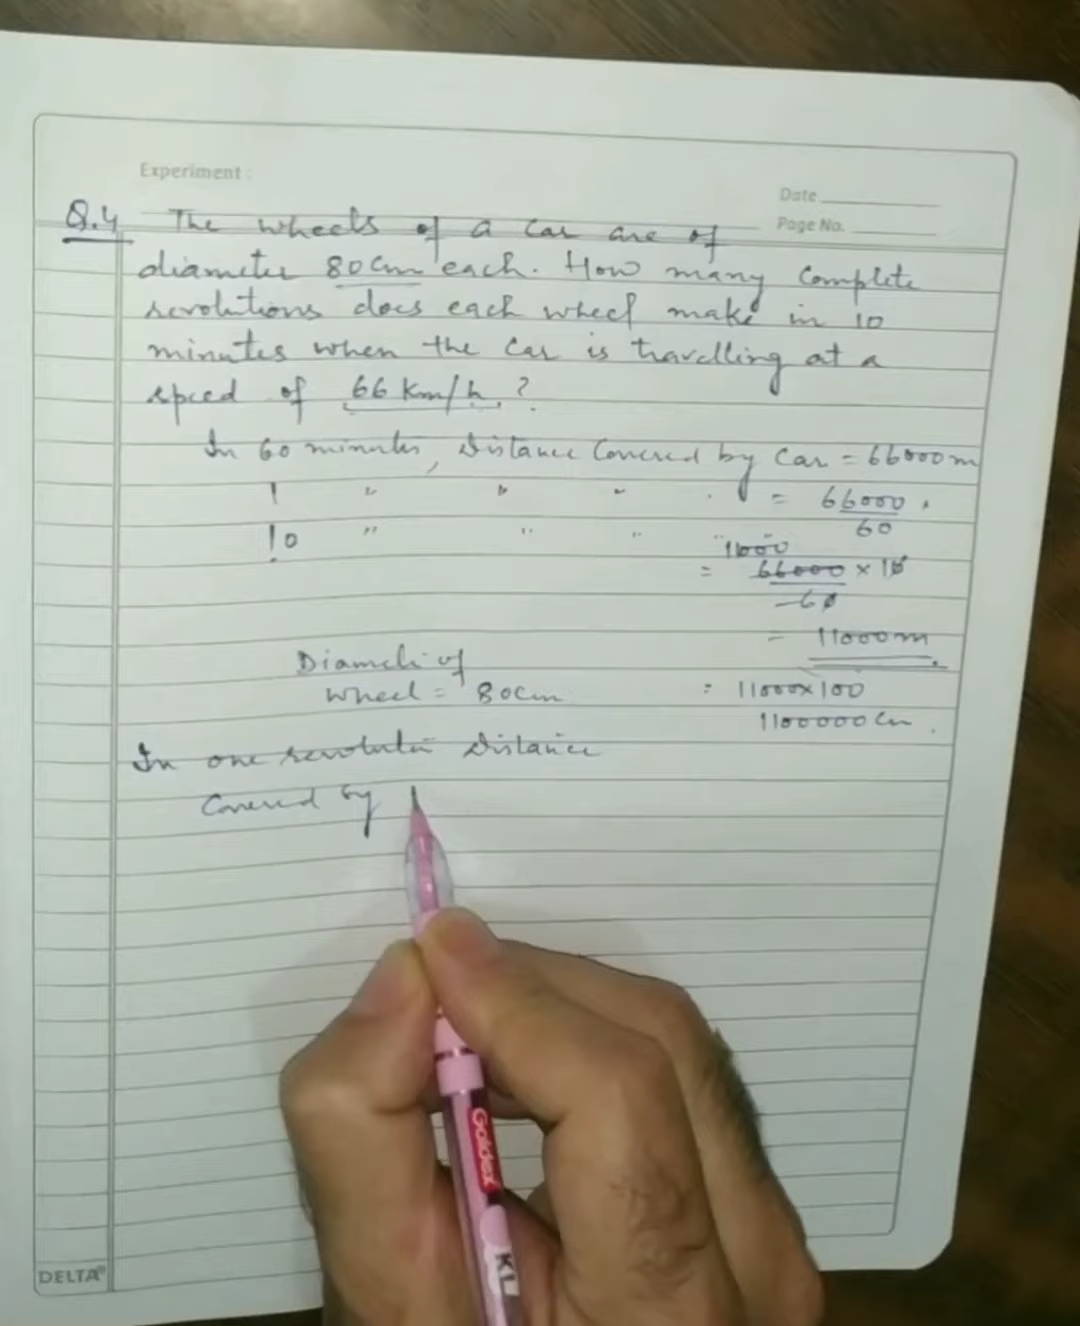 Experiment :
Date
Page No.
Q.4 The wheels of a car are of
diameter 80cm each. How many complete
revolutions does each wheel make in 10
minutes when the car is travelling at a
speed of 66 km/h. ?
In 60 minutes, distance covered by car = 66000m
1 " " " = 66000
60
10 " " " "
11000
= 66000 × 10
60
= 11000m
Diameter of
wheel = 80cm
= 11000×100
1100000 cm.
In one revolution distance
covered by
Goldex
KL
DELTA